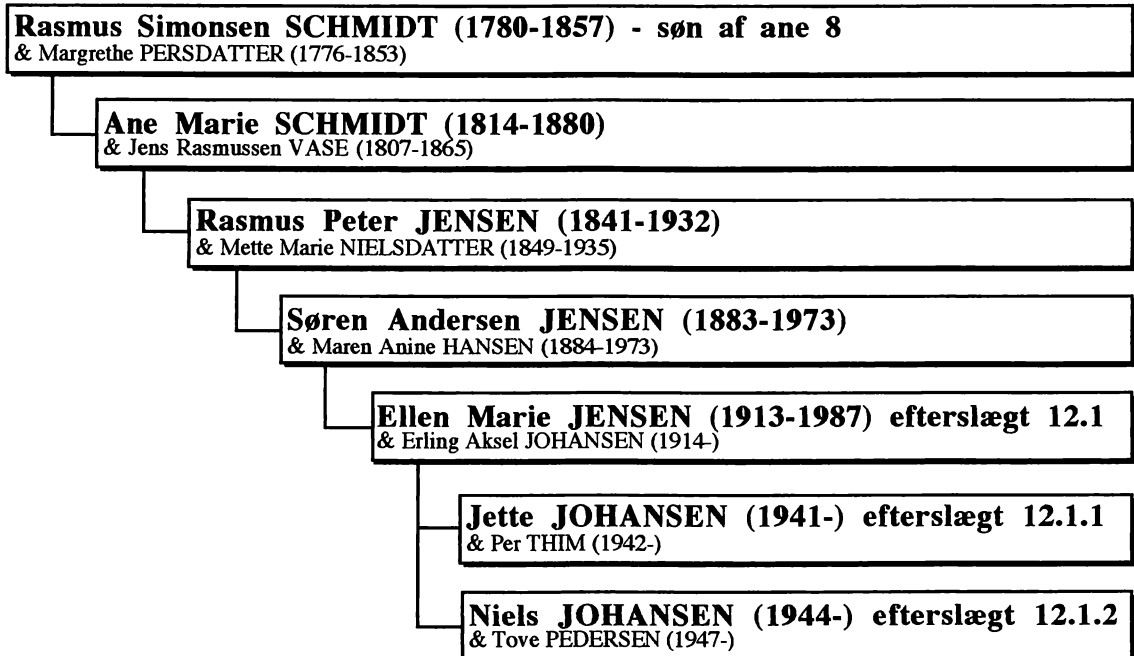 Rasmus Simonsen SCHMIDT (1780-1857) - søn af ane 8
& Margrethe PERSDATTER (1776-1853)
Ane Marie SCHMIDT (1814-1880)
& Jens Rasmussen VASE (1807-1865)
Rasmus Peter JENSEN (1841-1932)
& Mette Marie NIELSDATTER (1849-1935)
Søren Andersen JENSEN (1883-1973)
& Maren Anine HANSEN (1884-1973)
Ellen Marie JENSEN (1913-1987) efterslægt 12.1
& Erling Aksel JOHANSEN (1914-)
Jette JOHANSEN (1941-) efterslægt 12.1.1
& Per THIM (1942-)
Niels JOHANSEN (1944-) efterslægt 12.1.2
& Tove PEDERSEN (1947-)